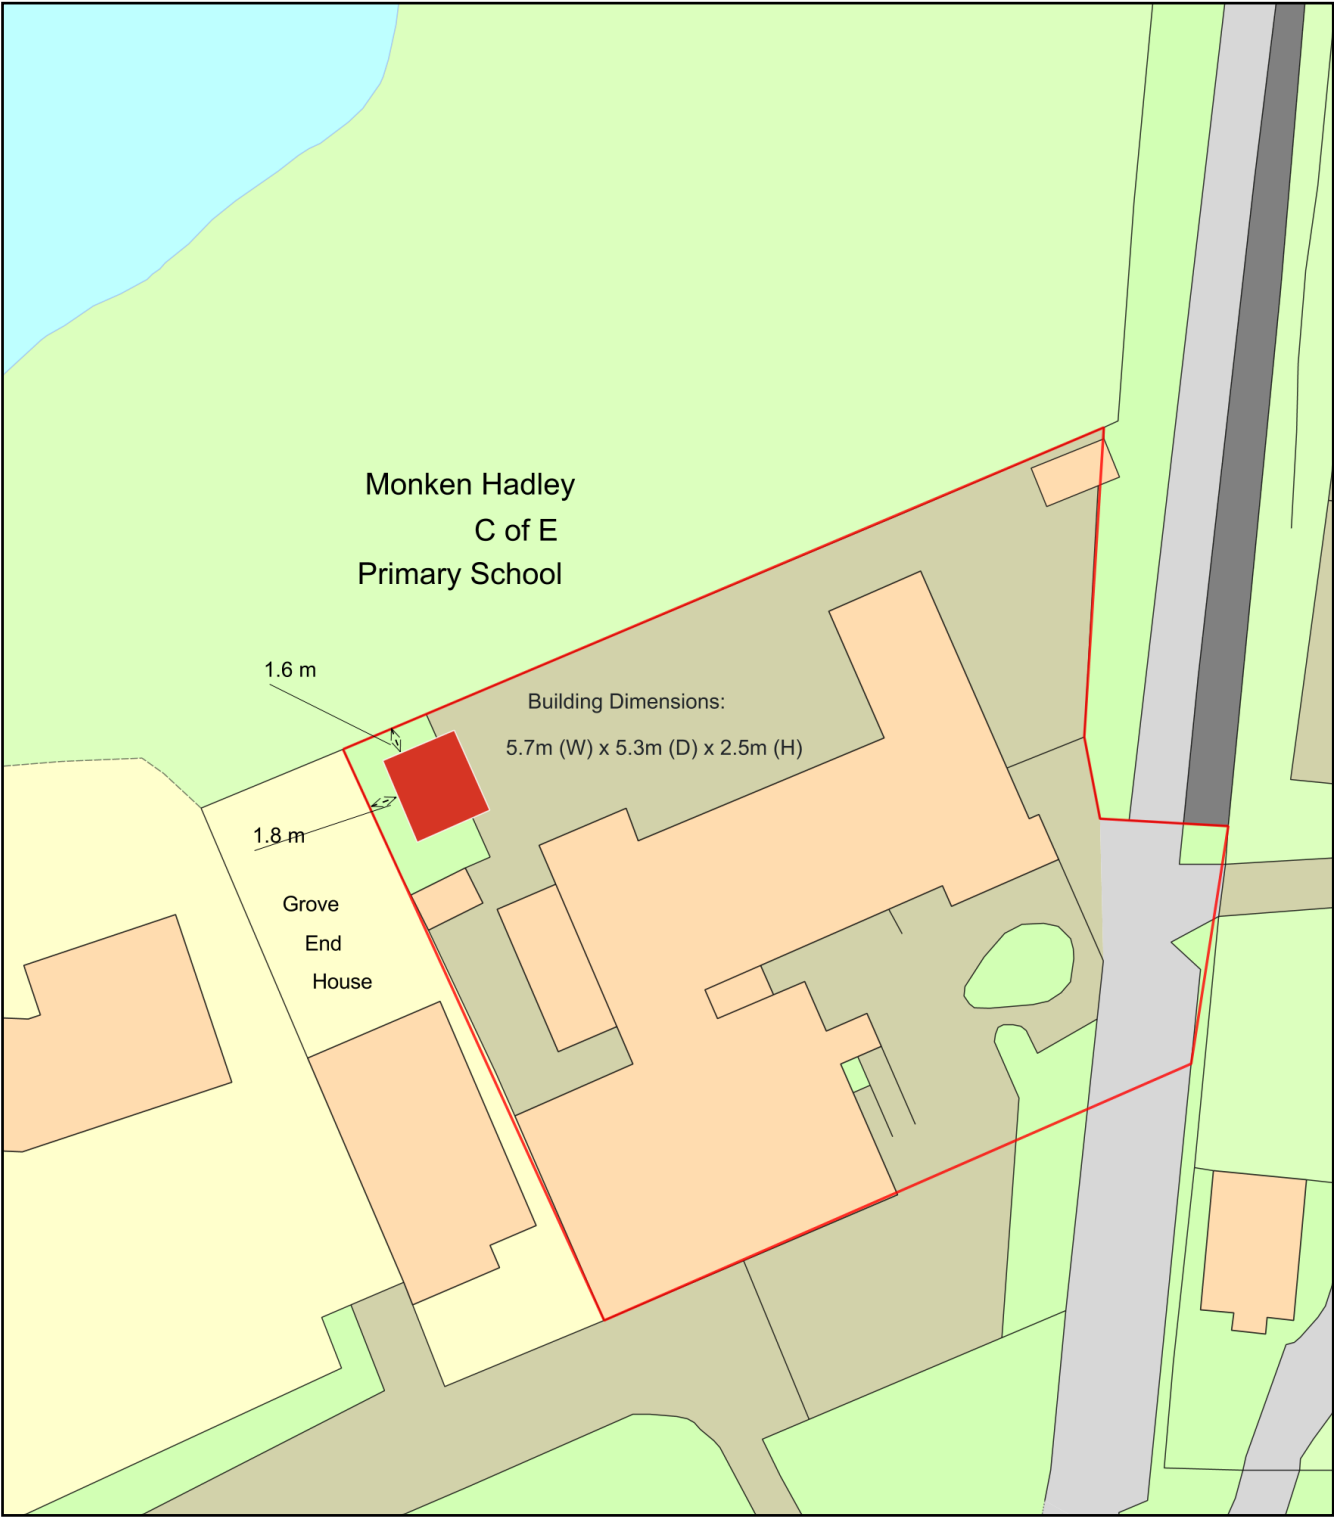 Monken Hadley
C of E
Primary School
1.6 m
Building Dimensions:
5.7m (W) x 5.3m (D) x 2.5m (H)
1.8 m
Grove
End
House